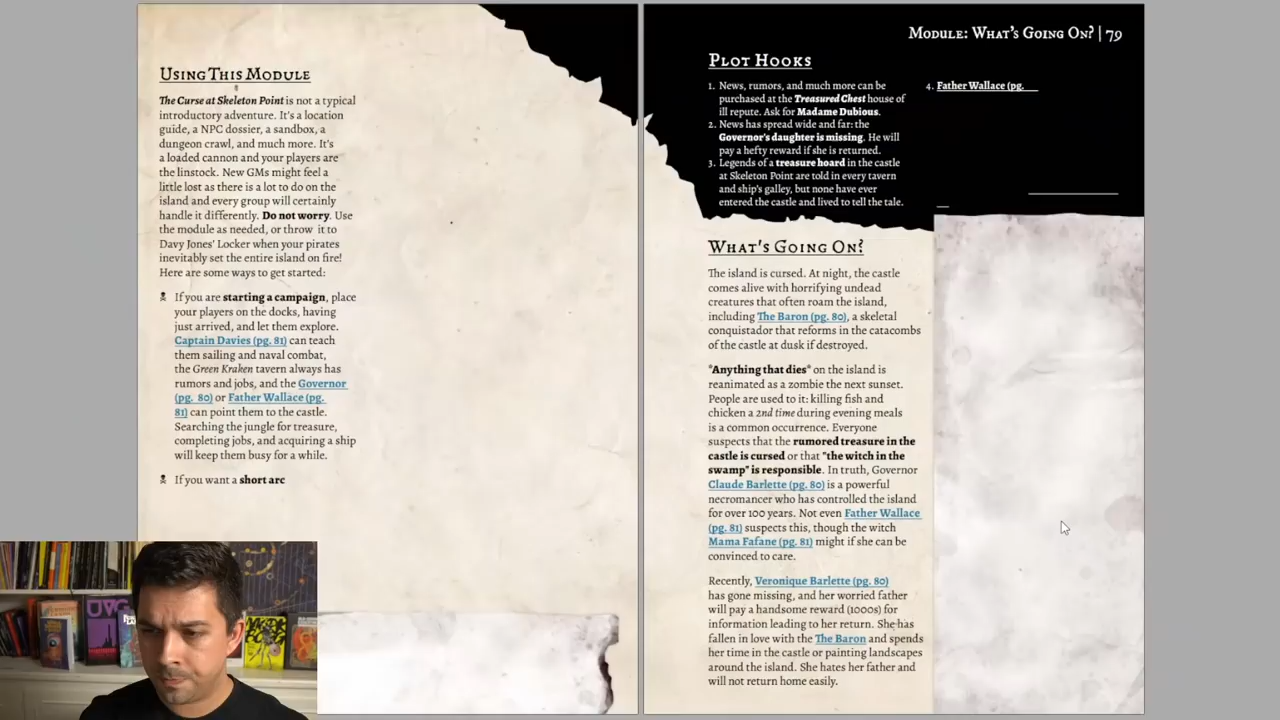 Using This Module
The Curse at Skeleton Point is not a typical
introductory adventure. It's a location
guide, a NPC dossier, a sandbox, a
dungeon crawl, and much more. It's
a loaded cannon and your players are
the linstock. New GMs might feel a
little lost as there is a lot to do on the
island and every group will certainly
handle it differently. Do not worry. Use
the module as needed, or throw it to
Davy Jones' Locker when your pirates
inevitably set the entire island on fire!
Here are some ways to get started:
If you are starting a campaign, place
your players on the docks, having
just arrived, and let them explore.
Captain Davies (pg. 81) can teach
them sailing and naval combat,
the Green Kraken tavern always has
rumors and jobs, and the Governor
(pg. 80) or Father Wallace (pg.
81) can point them to the castle.
Searching the jungle for treasure,
completing jobs, and acquiring a ship
will keep them busy for a while.
If you want a short arc
Module: What's Going On? | 79
Plot Hooks
1. News, rumors, and much more can be
purchased at the Treasured Chest house of
ill repute. Ask for Madame Dubious.
2. News has spread wide and far: the
Governor's daughter is missing. He will
pay a hefty reward if she is returned.
3. Legends of a treasure hoard in the castle
at Skeleton Point are told in every tavern
and ship's galley, but none have ever
entered the castle and lived to tell the tale.
4. Father Wallace (pg.
What's Going On?
The island is cursed. At night, the castle
comes alive with horrifying undead
creatures that often roam the island,
including The Baron (pg. 80), a skeletal
conquistador that reforms in the catacombs
of the castle at dusk if destroyed.
*Anything that dies* on the island is
reanimated as a zombie the next sunset.
People are used to it: killing fish and
chicken a 2nd time during evening meals
is a common occurrence. Everyone
suspects that the rumored treasure in the
castle is cursed or that "the witch in the
swamp" is responsible. In truth, Governor
Claude Barlette (pg. 80) is a powerful
necromancer who has controlled the island
for over 100 years. Not even Father Wallace
(pg. 81) suspects this, though the witch
Mama Fafane (pg. 81) might if she can be
convinced to care.
Recently, Veronique Barlette (pg. 80)
has gone missing, and her worried father
will pay a handsome reward (1000s) for
information leading to her return. She has
fallen in love with the The Baron and spends
her time in the castle or painting landscapes
around the island. She hates her father and
will not return home easily.
UVG